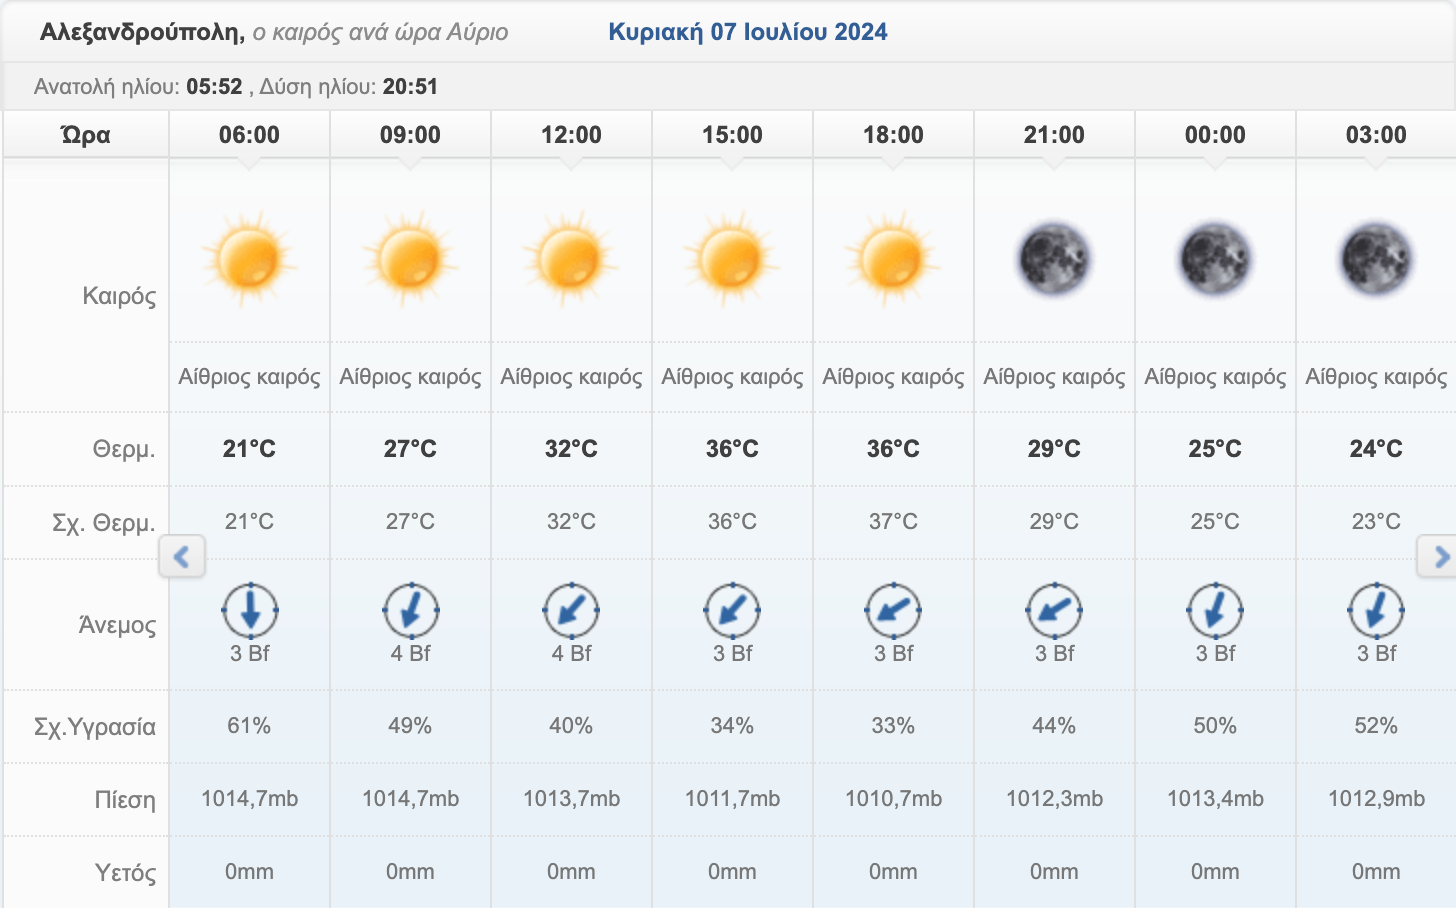 Αλεξανδρούπολη, ο καιρός ανά ώρα Αύριο Κυριακή 07 Ιουλίου 2024
Ανατολή ηλίου: 05:52 , Δύση ηλίου: 20:51
Ώρα 06:00 09:00 12:00 15:00 18:00 21:00 00:00 03:00
Καιρός
Αίθριος καιρός Αίθριος καιρός Αίθριος καιρός Αίθριος καιρός Αίθριος καιρός Αίθριος καιρός Αίθριος καιρός Αίθριος καιρός
Θερμ. 21°C 27°C 32°C 36°C 36°C 29°C 25°C 24°C
Σχ. Θερμ. 21°C 27°C 32°C 36°C 37°C 29°C 25°C 23°C
Άνεμος 3 Bf 4 Bf 4 Bf 3 Bf 3 Bf 3 Bf 3 Bf 3 Bf
Σχ.Υγρασία 61% 49% 40% 34% 33% 44% 50% 52%
Πίεση 1014,7mb 1014,7mb 1013,7mb 1011,7mb 1010,7mb 1012,3mb 1013,4mb 1012,9mb
Υετός 0mm 0mm 0mm 0mm 0mm 0mm 0mm 0mm